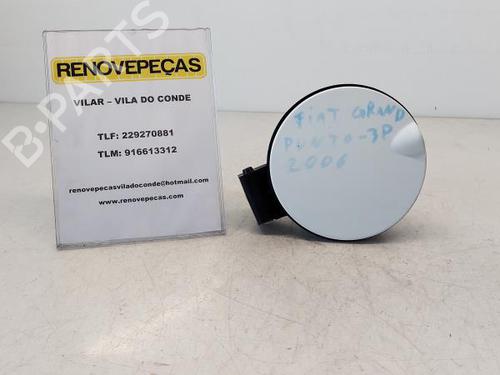 RENOVEPEÇAS
VILAR – VILA DO CONDE
TLF: 229270881
TLM: 916613312
renovepecasviladoconde@hotmail.com
www.renovepecas.com
FIAT GRAND
PUNTO-3P
2006
B-PARTS